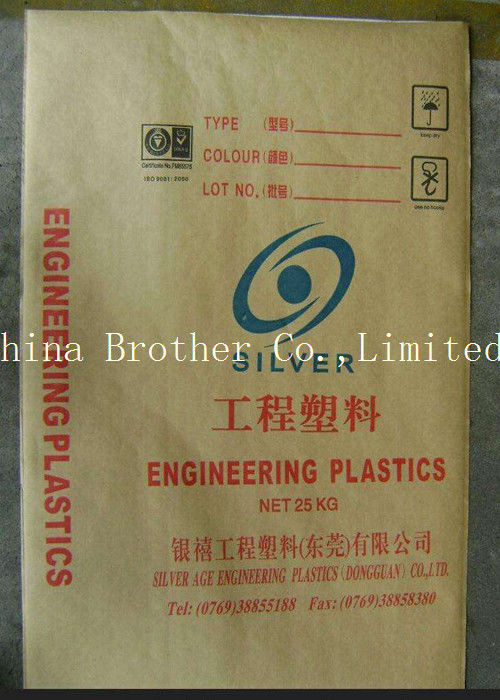 TYPE (型号)
COLOUR (颜色)
LOT NO. (批号)
keep dry
use no hooks
Certificate No.FM65578
ISO 9001:2000
ENGINEERING PLASTICS
hina Brother Co., Limited
SILVER
工程塑料
ENGINEERING PLASTICS
NET 25 KG
银禧工程塑料(东莞)有限公司
SILVER AGE ENGINEERING PLASTICS (DONGGUAN) CO.,LTD.
Tel: (0769)38855188 Fax: (0769)38858380